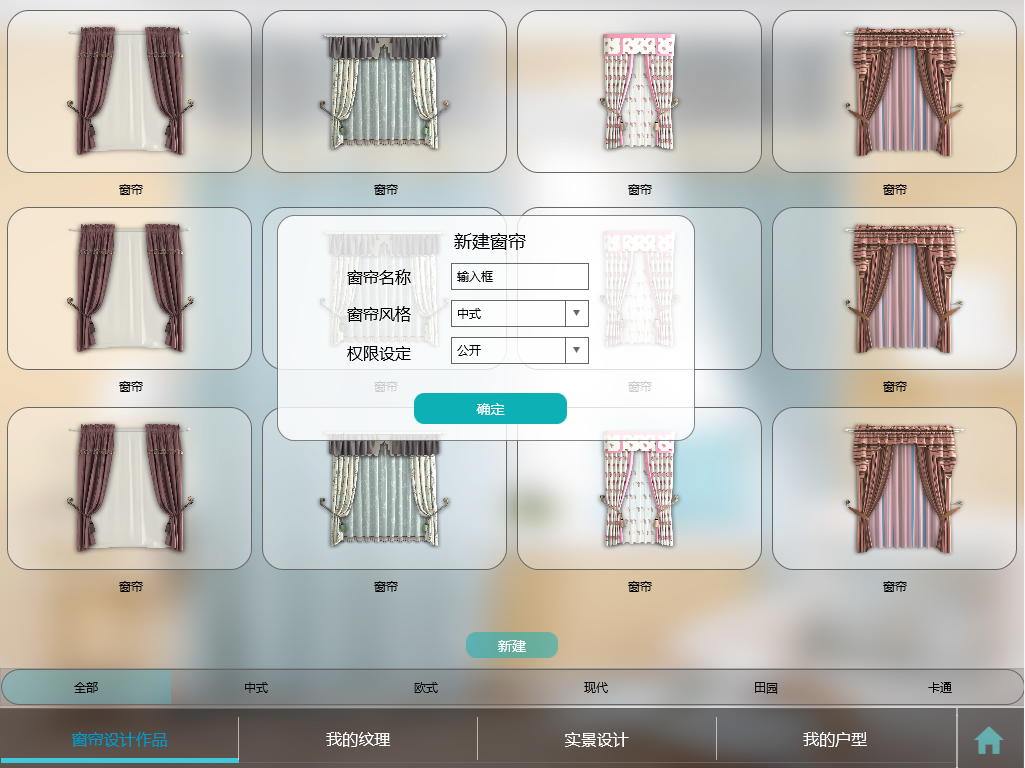 窗帘
窗帘
窗帘
窗帘
新建窗帘
窗帘名称
输入框
窗帘风格
中式
权限设定
公开
窗帘
窗帘
窗帘
窗帘
确定
窗帘
窗帘
窗帘
窗帘
新建
全部
中式
欧式
现代
田园
卡通
窗帘设计作品
我的纹理
实景设计
我的户型